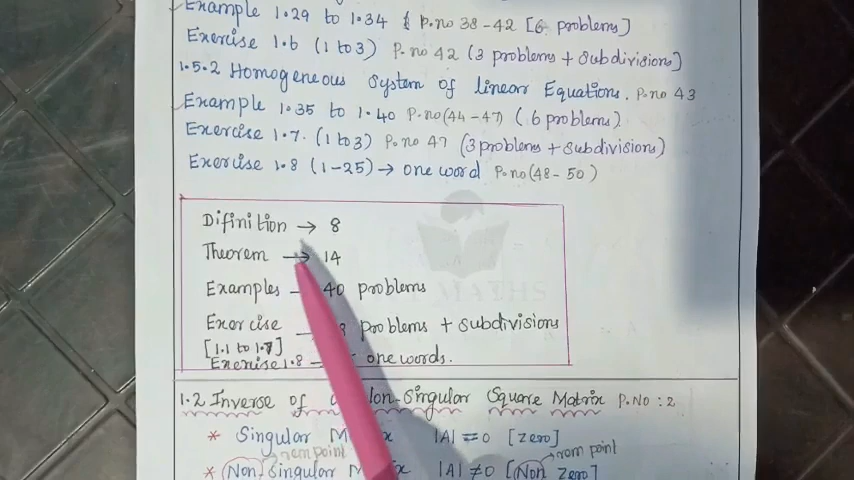 Example 1.29 to 1.34 P.no 38-42 [6 problems]
Exercise 1.6 (1 to 3) P.no 42 (3 problems + Subdivisions]
1.5.2 Homogeneous System of linear Equations. P.no 43
Example 1.35 to 1.40 P.no (44-47) (6 problems)
Exercise 1.7. (1 to 3) P.no 47 (3 problems + Subdivisions)
Exercise 1.8 (1-25) → one word P.no (48-50)
Difinition → 8
Theorem → 14
Examples - 40 problems
Exercise problems + subdivisions
[1.1 to 1.7]
Exercise 1.8 - one words.
1.2 Inverse of Non-Singular Square Matrix P.No : 2
* Singular |A| = 0 [zero]
* (Non) Singular |A| ≠ 0 [Non Zero]
MATHS